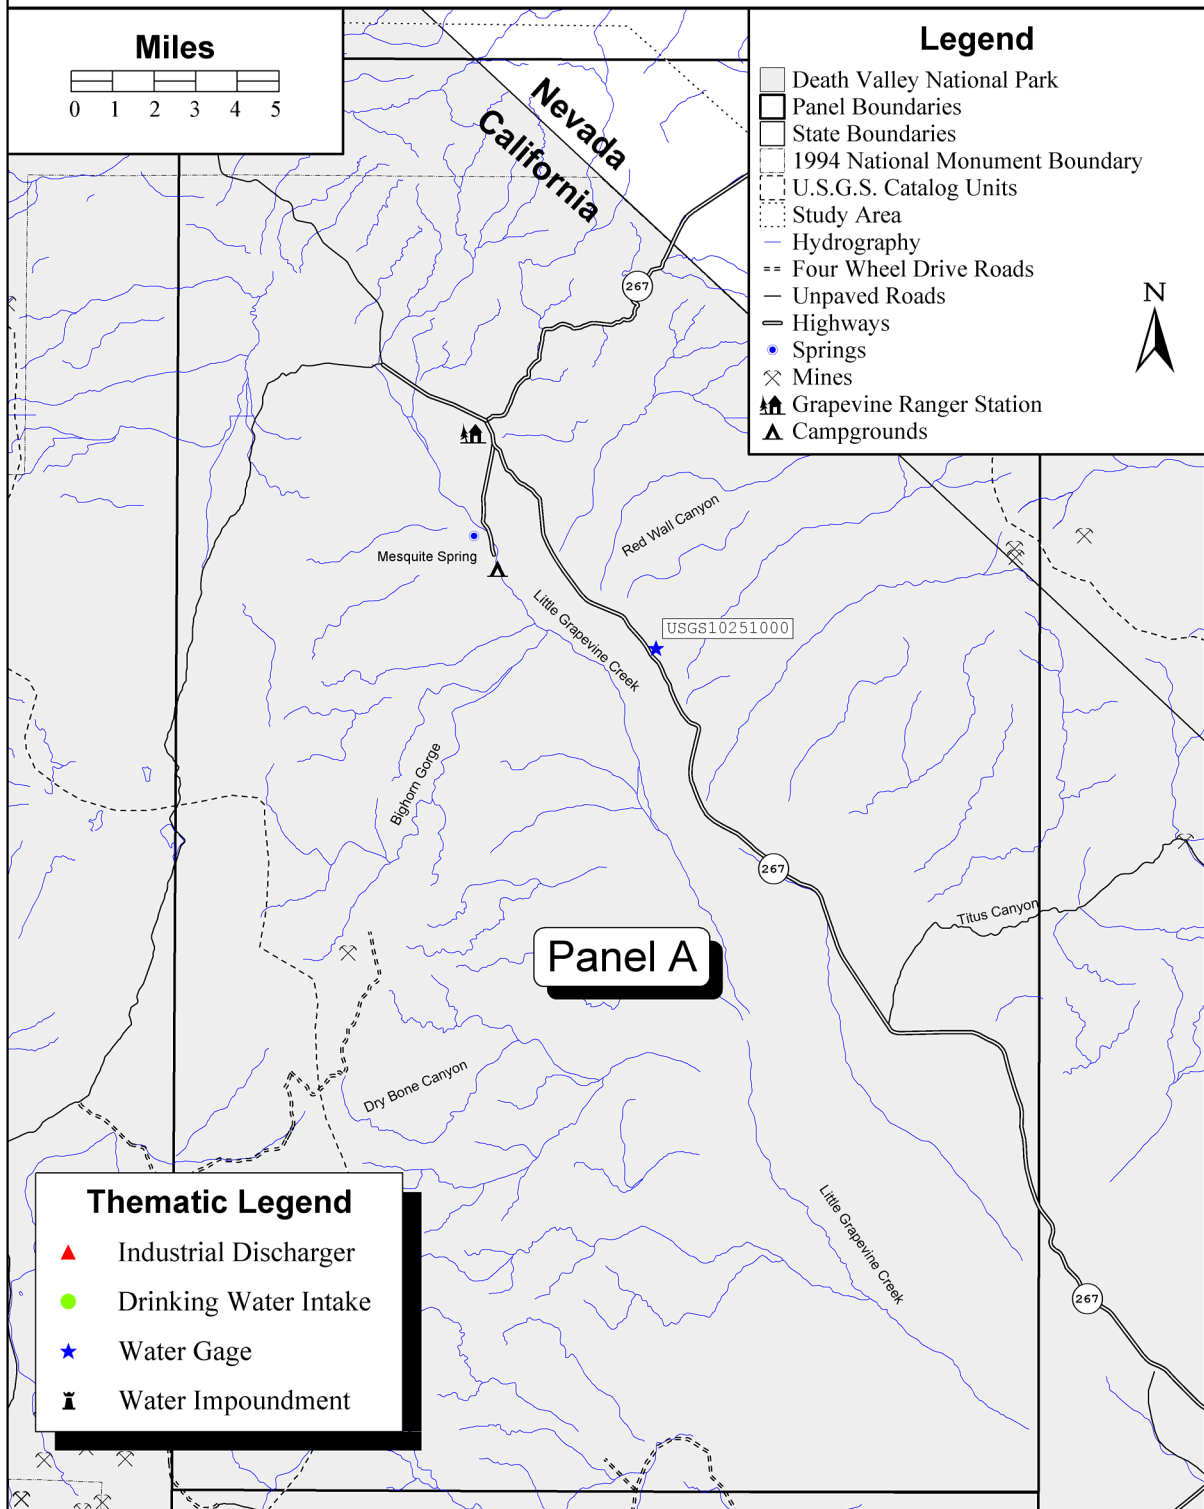 Miles
0 1 2 3 4 5
Legend
Death Valley National Park
Panel Boundaries
State Boundaries
1994 National Monument Boundary
U.S.G.S. Catalog Units
Study Area
Hydrography
Four Wheel Drive Roads
Unpaved Roads
Highways
Springs
Mines
Grapevine Ranger Station
Campgrounds
N
Nevada
California
267
Red Wall Canyon
Mesquite Spring
Little Grapevine Creek
USGS10251000
Bighorn Gorge
267
Titus Canyon
Panel A
Dry Bone Canyon
Little Grapevine Creek
267
Thematic Legend
Industrial Discharger
Drinking Water Intake
Water Gage
Water Impoundment